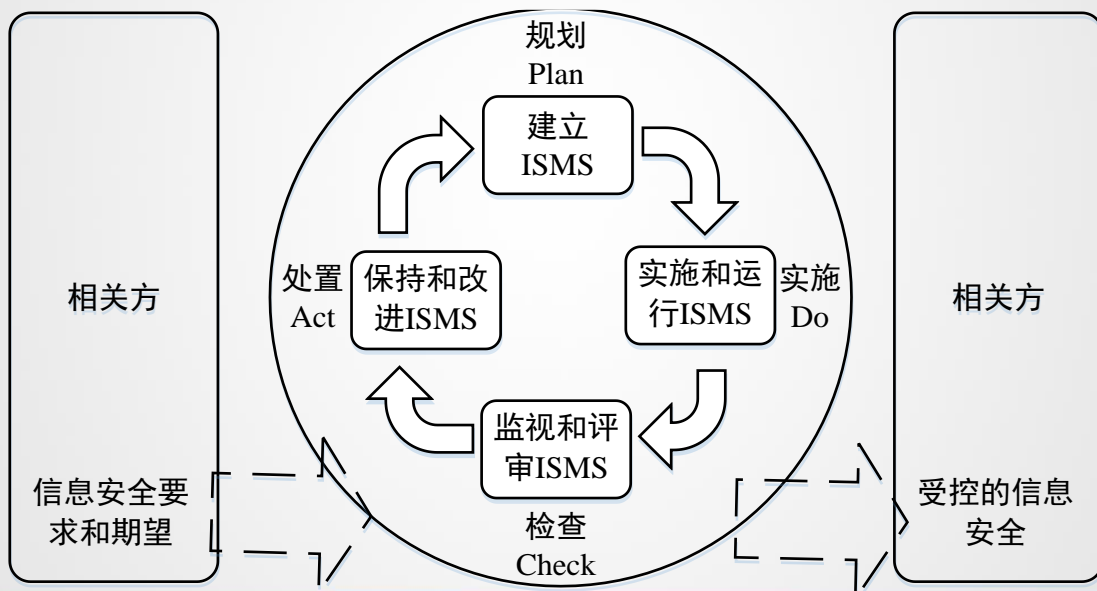 规划
Plan
建立
ISMS
相关方
处置
Act
保持和改
进ISMS
实施和运
行ISMS
实施
Do
相关方
监视和评
审ISMS
信息安全要
求和期望
检查
Check
受控的信息
安全